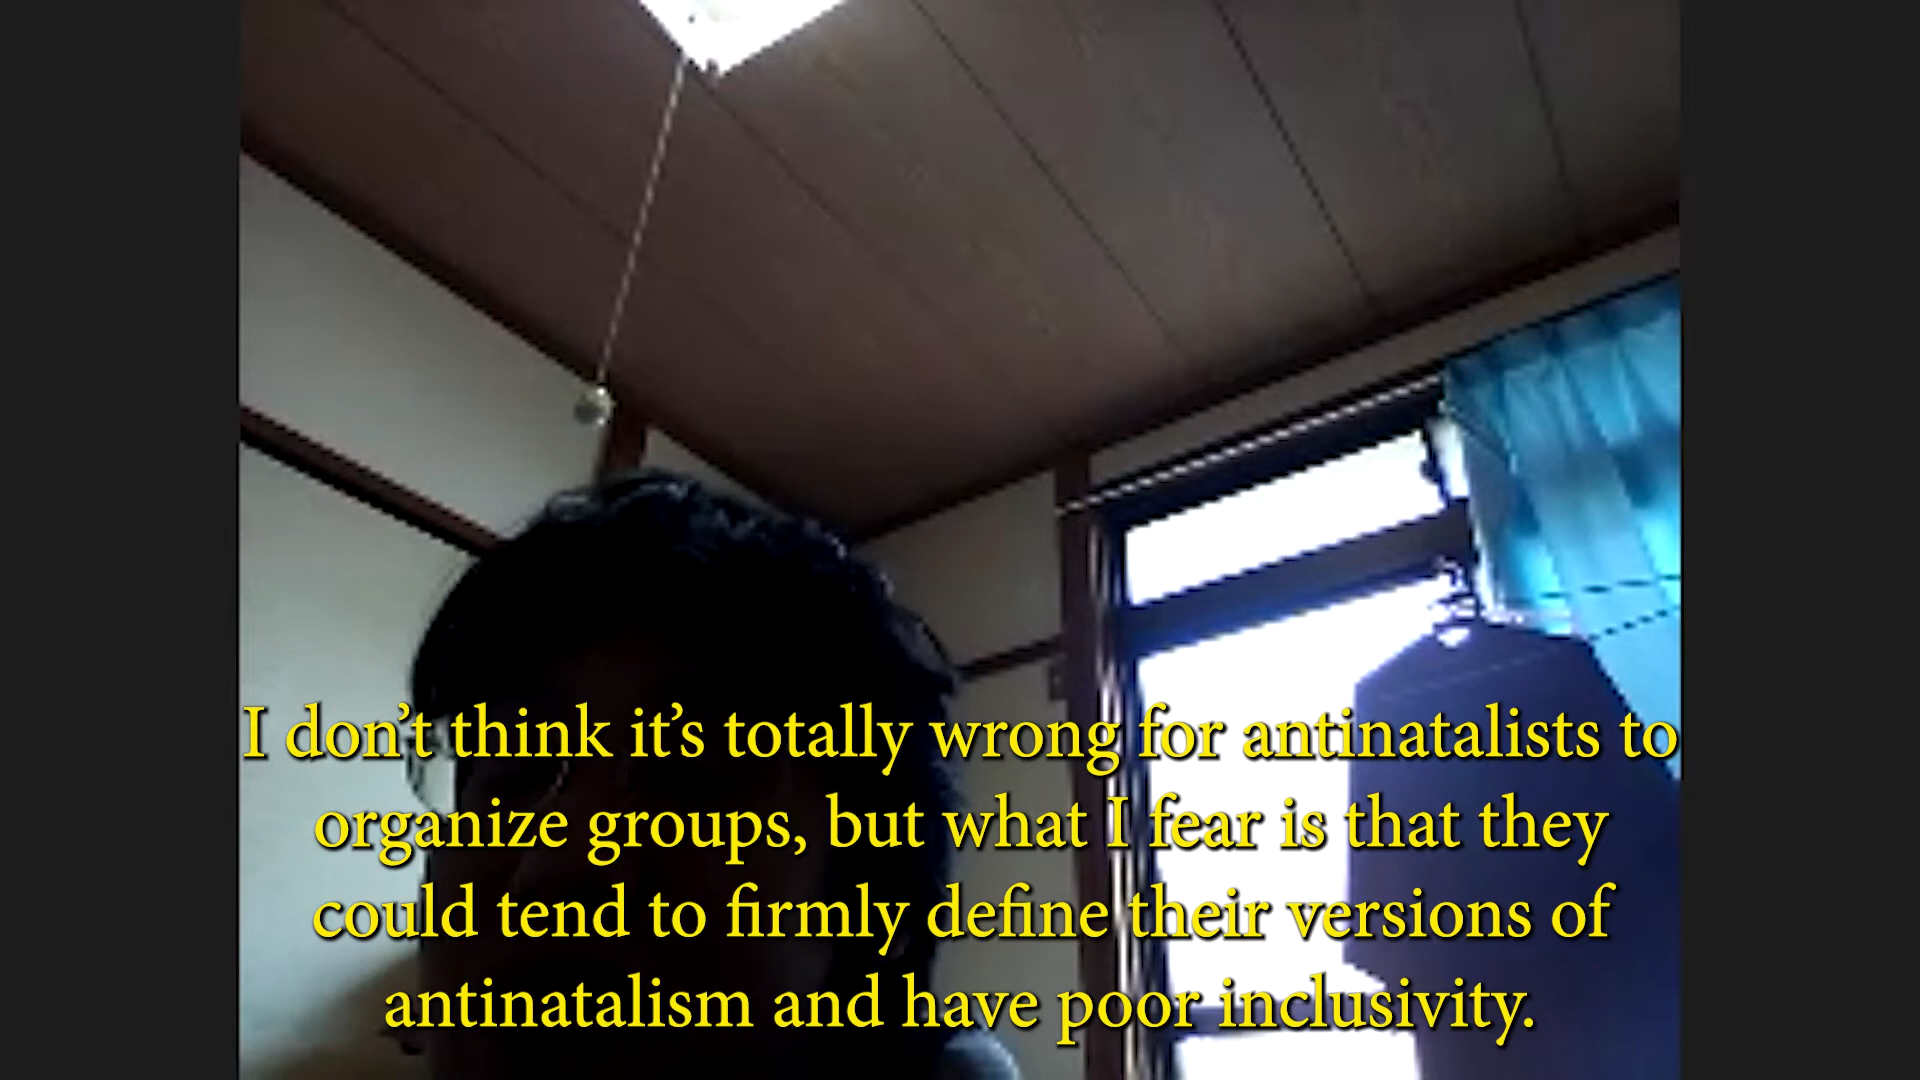 I don’t think it’s totally wrong for antinatalists to
organize groups, but what I fear is that they
could tend to firmly define their versions of
antinatalism and have poor inclusivity.